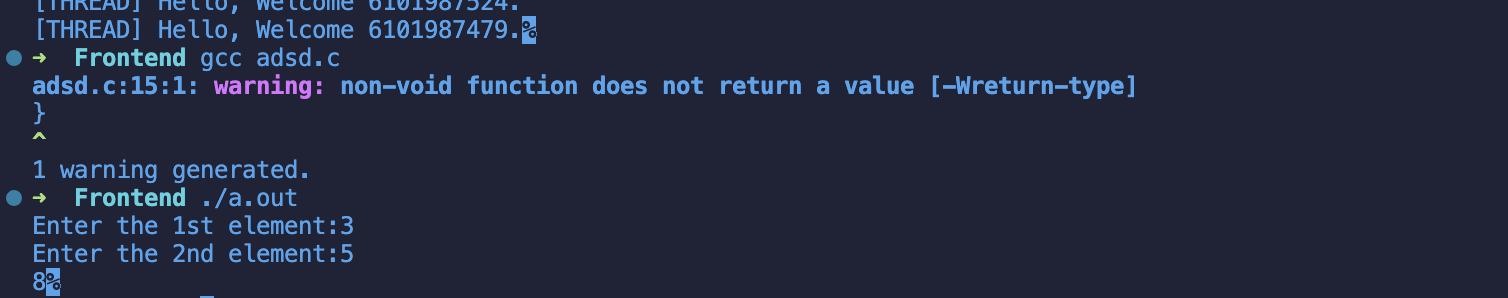 [THREAD] Hello, Welcome 6101987524.
[THREAD] Hello, Welcome 6101987479.%
➜  Frontend gcc adsd.c
adsd.c:15:1: warning: non-void function does not return a value [-Wreturn-type]
}
^
1 warning generated.
➜  Frontend ./a.out
Enter the 1st element:3
Enter the 2nd element:5
8%